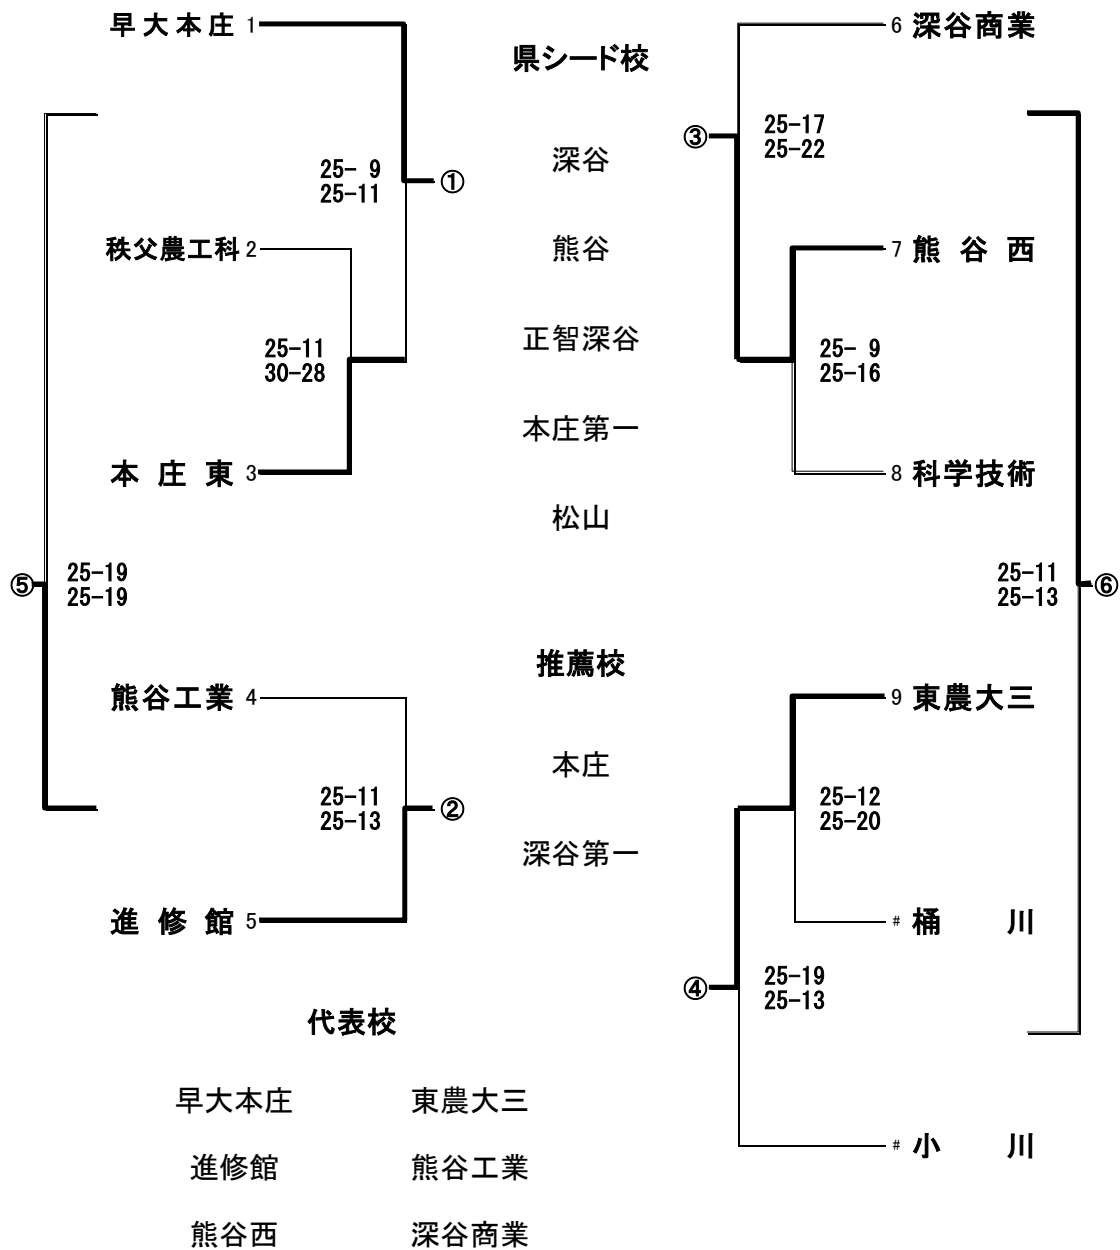 早大本庄 1
6 深谷商業
県シード校
25-17
25-22
③
深谷
25- 9
25-11
①
秩父農工科 2
熊谷
7 熊 谷 西
正智深谷
25-11
30-28
25- 9
25-16
本庄第一
本 庄 東 3
8 科学技術
松山
⑤
25-19
25-19
25-11
25-13
⑥
推薦校
熊谷工業 4
9 東農大三
本庄
25-11
25-13
②
25-12
25-20
深谷第一
進 修 館 5
# 桶 川
④
25-19
25-13
代表校
早大本庄 東農大三
# 小 川
進修館 熊谷工業
熊谷西 深谷商業